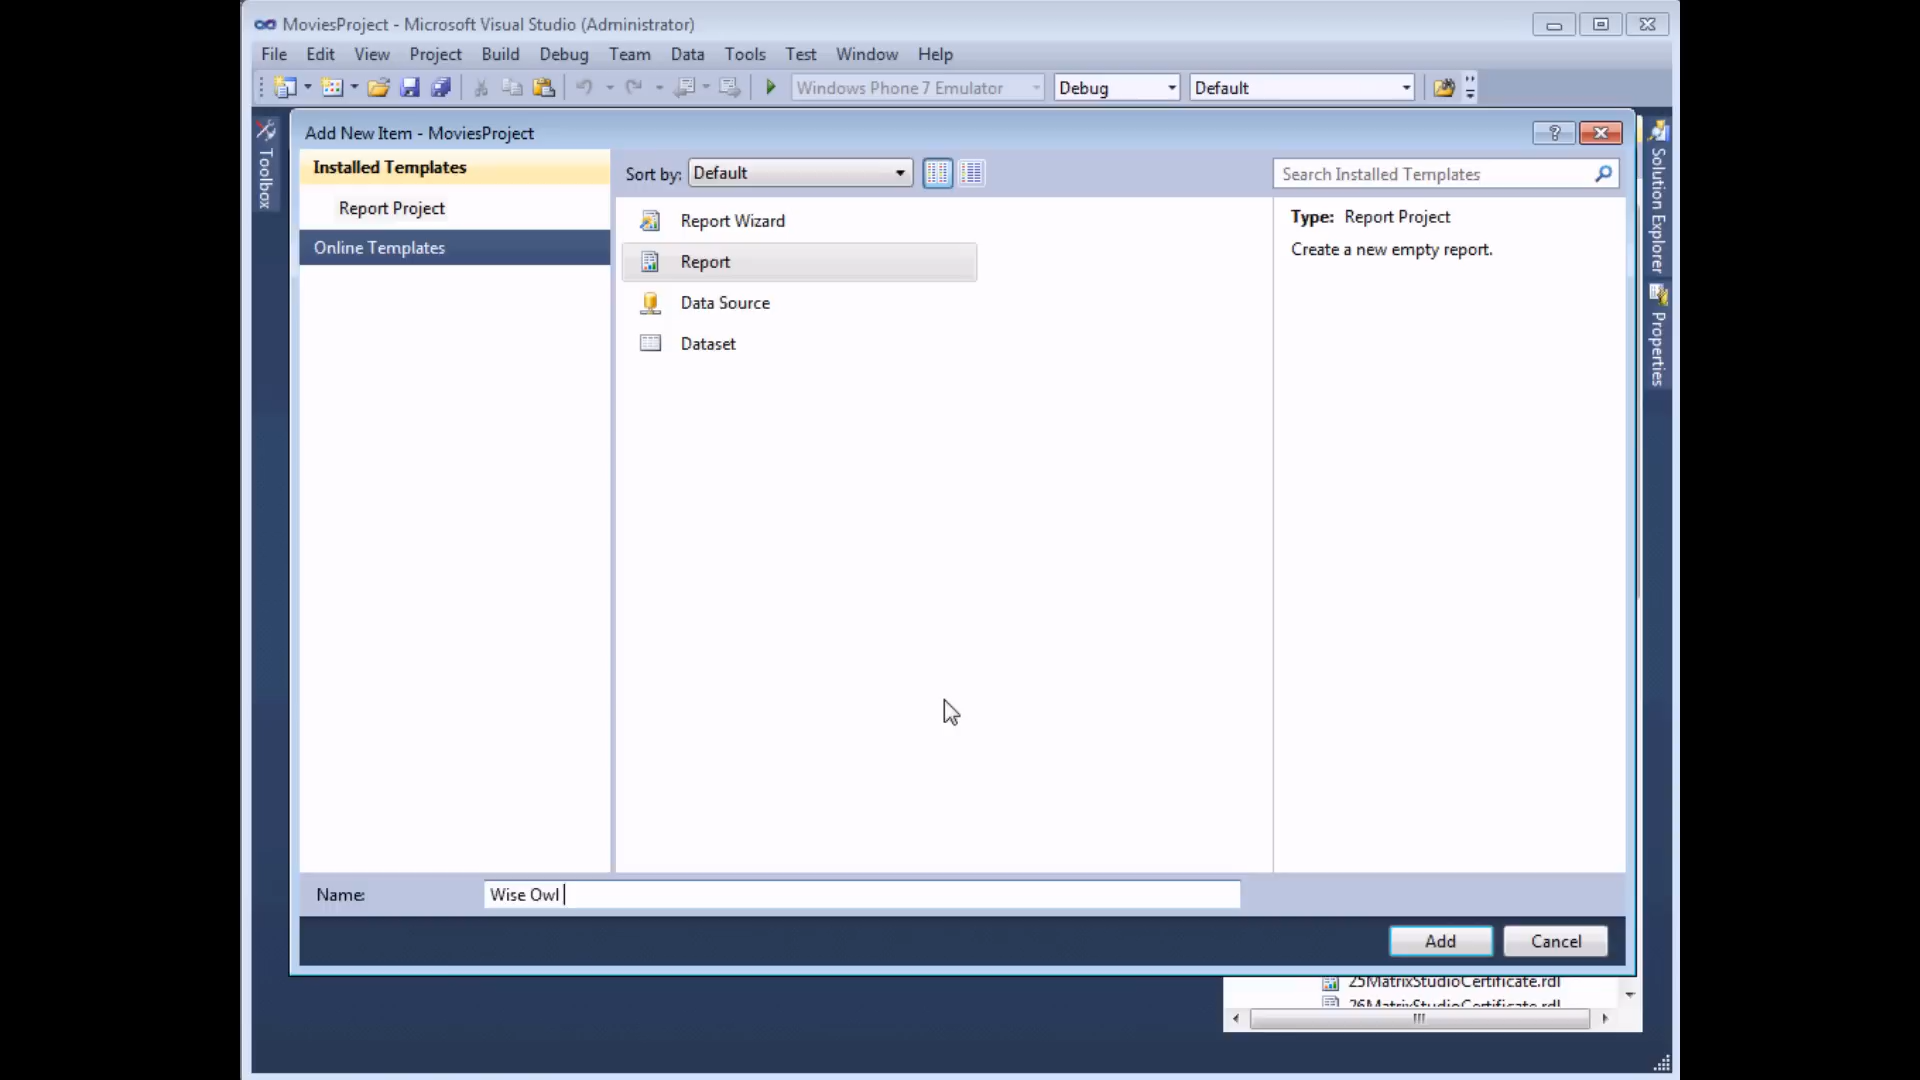 MoviesProject - Microsoft Visual Studio (Administrator)
File Edit View Project Build Debug Team Data Tools Test Window Help
Windows Phone 7 Emulator Debug Default
Add New Item - MoviesProject
Toolbox
Installed Templates
Report Project
Online Templates
Sort by: Default
Search Installed Templates
Report Wizard
Report
Data Source
Dataset
Type: Report Project
Create a new empty report.
Solution Explorer
Properties
Name: Wise Owl
Add Cancel
25MatrixStudioCertificate.rdl
26MatrixStudioCertificate.rdl